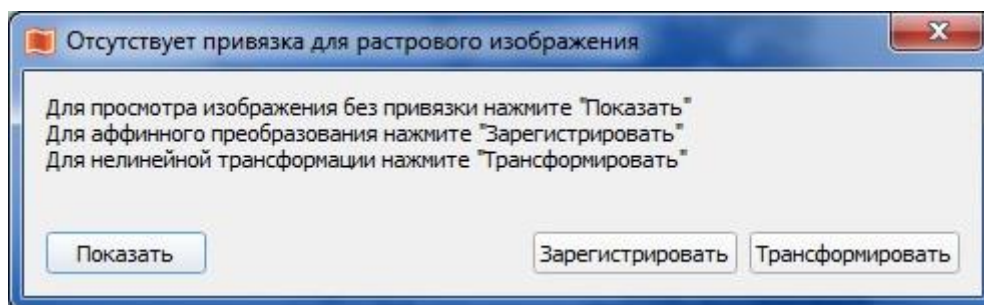 Отсутствует привязка для растрового изображения
Для просмотра изображения без привязки нажмите "Показать"
Для аффинного преобразования нажмите "Зарегистрировать"
Для нелинейной трансформации нажмите "Трансформировать"
Показать
Зарегистрировать
Трансформировать